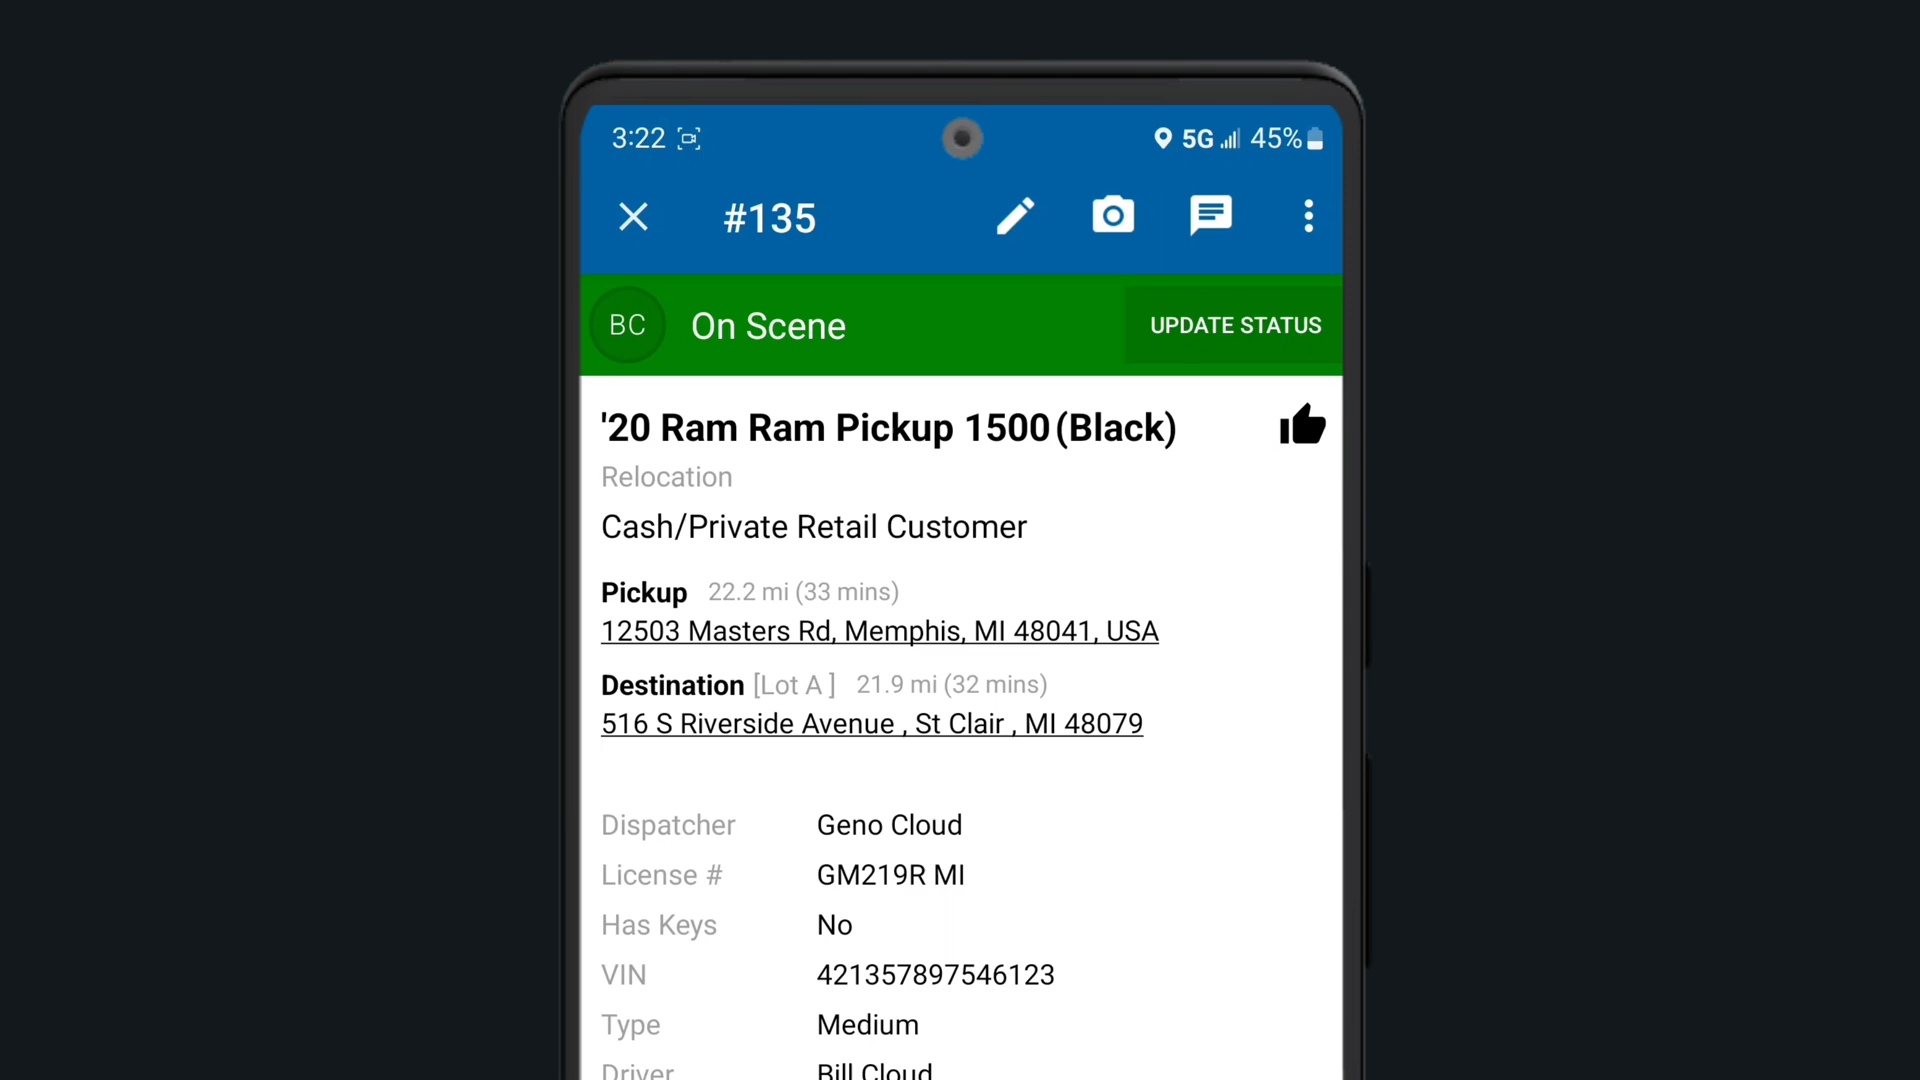 3:22 5G 45%
#135
BC On Scene UPDATE STATUS
'20 Ram Ram Pickup 1500 (Black)
Relocation
Cash/Private Retail Customer
Pickup 22.2 mi (33 mins)
12503 Masters Rd, Memphis, MI 48041, USA
Destination [Lot A ] 21.9 mi (32 mins)
516 S Riverside Avenue , St Clair , MI 48079
Dispatcher Geno Cloud
License # GM219R MI
Has Keys No
VIN 421357897546123
Type Medium
Driver Bill Cloud